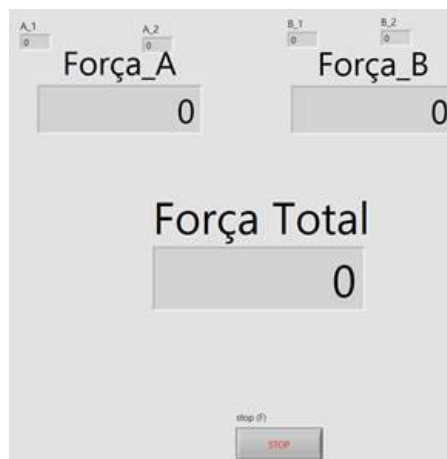 A_1 A_2 B_1 B_2
0 0 0 0
Força_A Força_B
0 0
Força Total
0
stop (F)
STOP